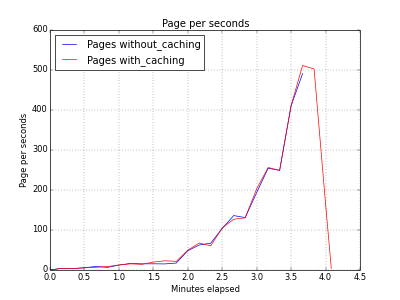 Page per seconds
Pages without_caching
Pages with_caching
600
500
400
300
200
100
0
Page per seconds
0.0 0.5 1.0 1.5 2.0 2.5 3.0 3.5 4.0 4.5
Minutes elapsed